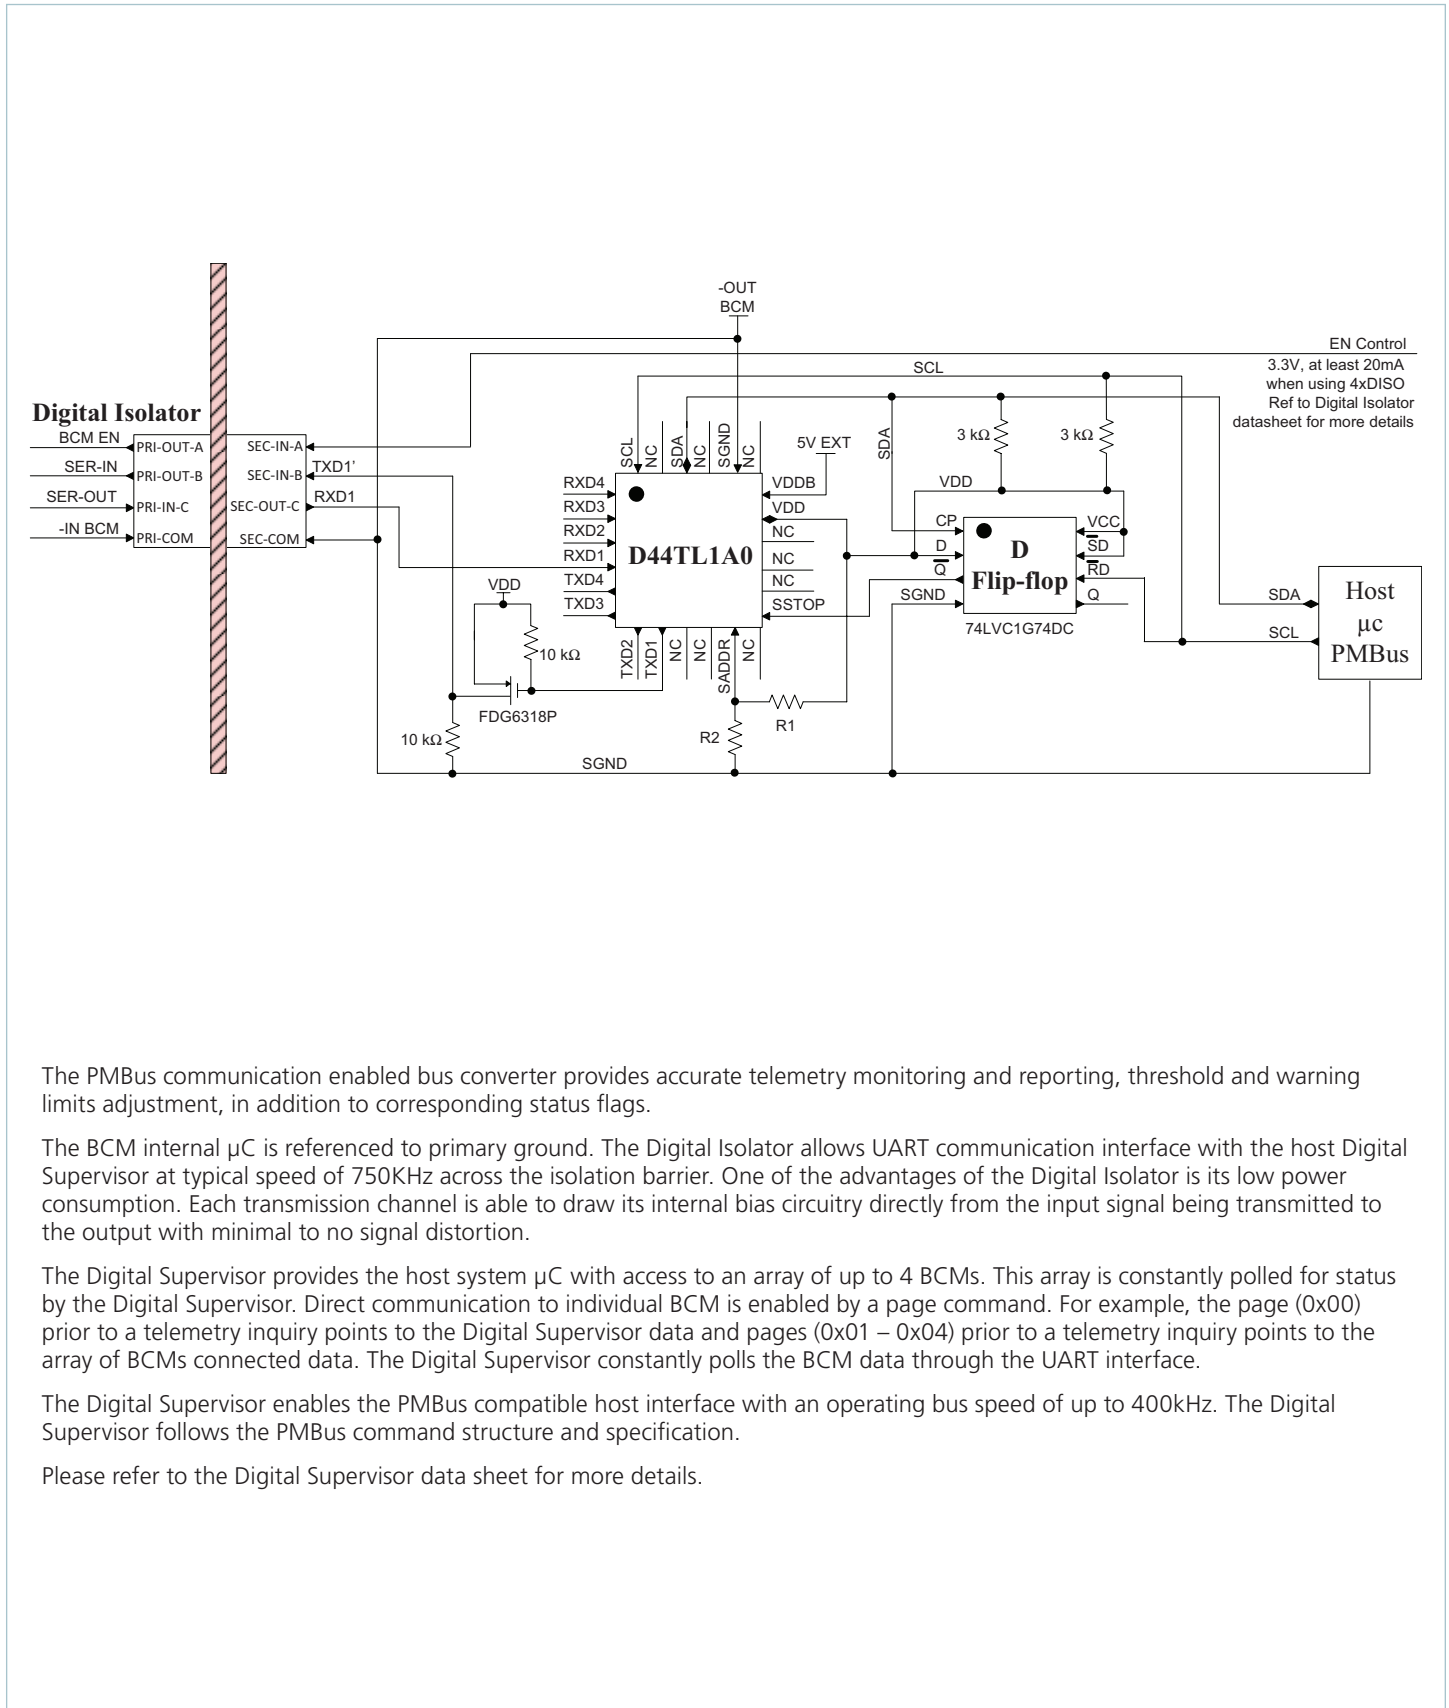 -OUT
BCM
EN Control
3.3V, at least 20mA
when using 4xDISO
Ref to Digital Isolator
datasheet for more details
SCL
Digital Isolator
BCM EN
PRI-OUT-A
SEC-IN-A
SER-IN
PRI-OUT-B
SEC-IN-B
TXD1’
SER-OUT
PRI-IN-C
SEC-OUT-C
RXD1
-IN BCM
PRI-COM
SEC-COM
SCL
NC
SDA
NC
SGND
NC
5V EXT
SDA
3 kΩ
3 kΩ
RXD4
RXD3
RXD2
RXD1
TXD4
TXD3
D44TL1A0
VDDB
VDD
NC
NC
NC
SSTOP
TXD2
TXD1
NC
NC
SADDR
NC
VDD
CP
D
Q
SGND
D
Flip-flop
VCC
SD
RD
Q
74LVC1G74DC
SDA
SCL
Host
µc
PMBus
VDD
10 kΩ
FDG6318P
10 kΩ
R1
R2
SGND
The PMBus communication enabled bus converter provides accurate telemetry monitoring and reporting, threshold and warning
limits adjustment, in addition to corresponding status flags.
The BCM internal µC is referenced to primary ground. The Digital Isolator allows UART communication interface with the host Digital
Supervisor at typical speed of 750KHz across the isolation barrier. One of the advantages of the Digital Isolator is its low power
consumption. Each transmission channel is able to draw its internal bias circuitry directly from the input signal being transmitted to
the output with minimal to no signal distortion.
The Digital Supervisor provides the host system µC with access to an array of up to 4 BCMs. This array is constantly polled for status
by the Digital Supervisor. Direct communication to individual BCM is enabled by a page command. For example, the page (0x00)
prior to a telemetry inquiry points to the Digital Supervisor data and pages (0x01 – 0x04) prior to a telemetry inquiry points to the
array of BCMs connected data. The Digital Supervisor constantly polls the BCM data through the UART interface.
The Digital Supervisor enables the PMBus compatible host interface with an operating bus speed of up to 400kHz. The Digital
Supervisor follows the PMBus command structure and specification.
Please refer to the Digital Supervisor data sheet for more details.